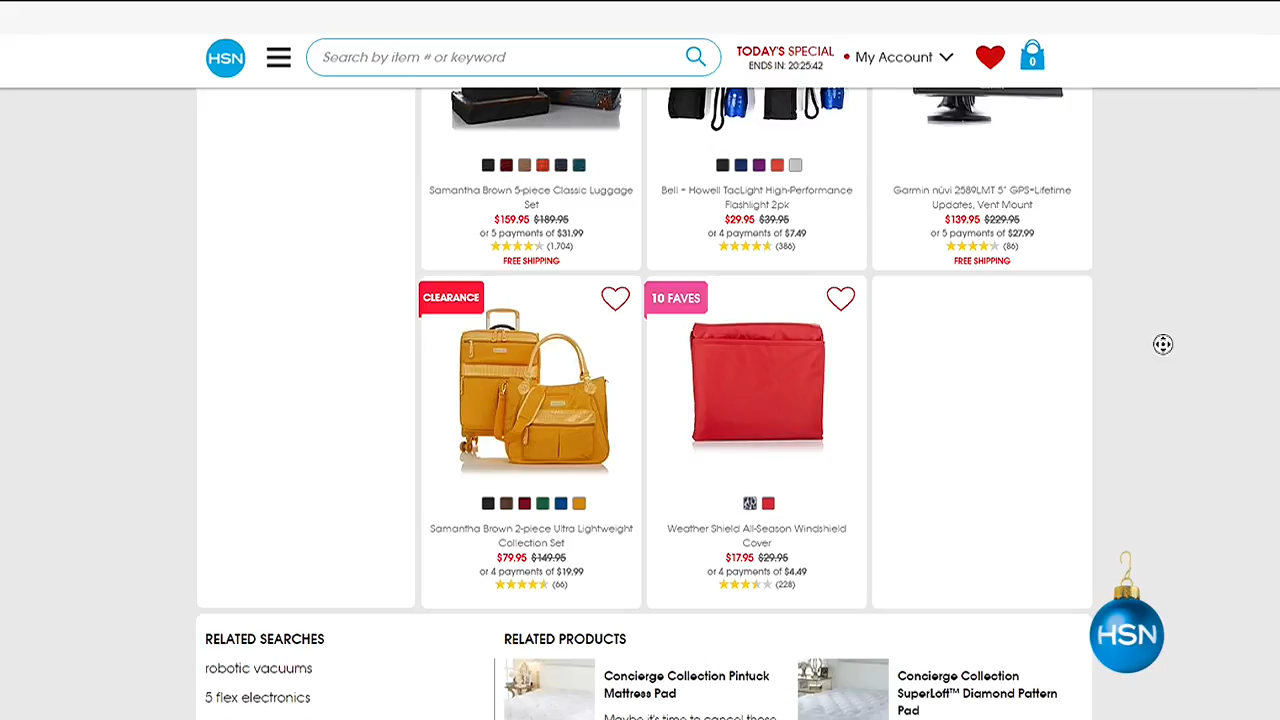 HSN
Search by item # or keyword
TODAY'S SPECIAL
ENDS IN: 20:25:42
My Account
0
Samantha Brown 5-piece Classic Luggage
Set
$159.95 $189.95
or 5 payments of $31.99
(1,704)
FREE SHIPPING
Bell + Howell TacLight High-Performance
Flashlight 2pk
$29.95 $39.95
or 4 payments of $7.49
(386)
Garmin nüvi 2589LMT 5" GPS+Lifetime
Updates, Vent Mount
$139.95 $229.95
or 5 payments of $27.99
(86)
FREE SHIPPING
CLEARANCE
Samantha Brown 2-piece Ultra Lightweight
Collection Set
$79.95 $149.95
or 4 payments of $19.99
(66)
10 FAVES
Weather Shield All-Season Windshield
Cover
$17.95 $29.95
or 4 payments of $4.49
(228)
HSN
RELATED SEARCHES
robotic vacuums
5 flex electronics
RELATED PRODUCTS
Concierge Collection Pintuck
Mattress Pad
Maybe it's time to cancel those
Concierge Collection
SuperLoft™ Diamond Pattern
Pad